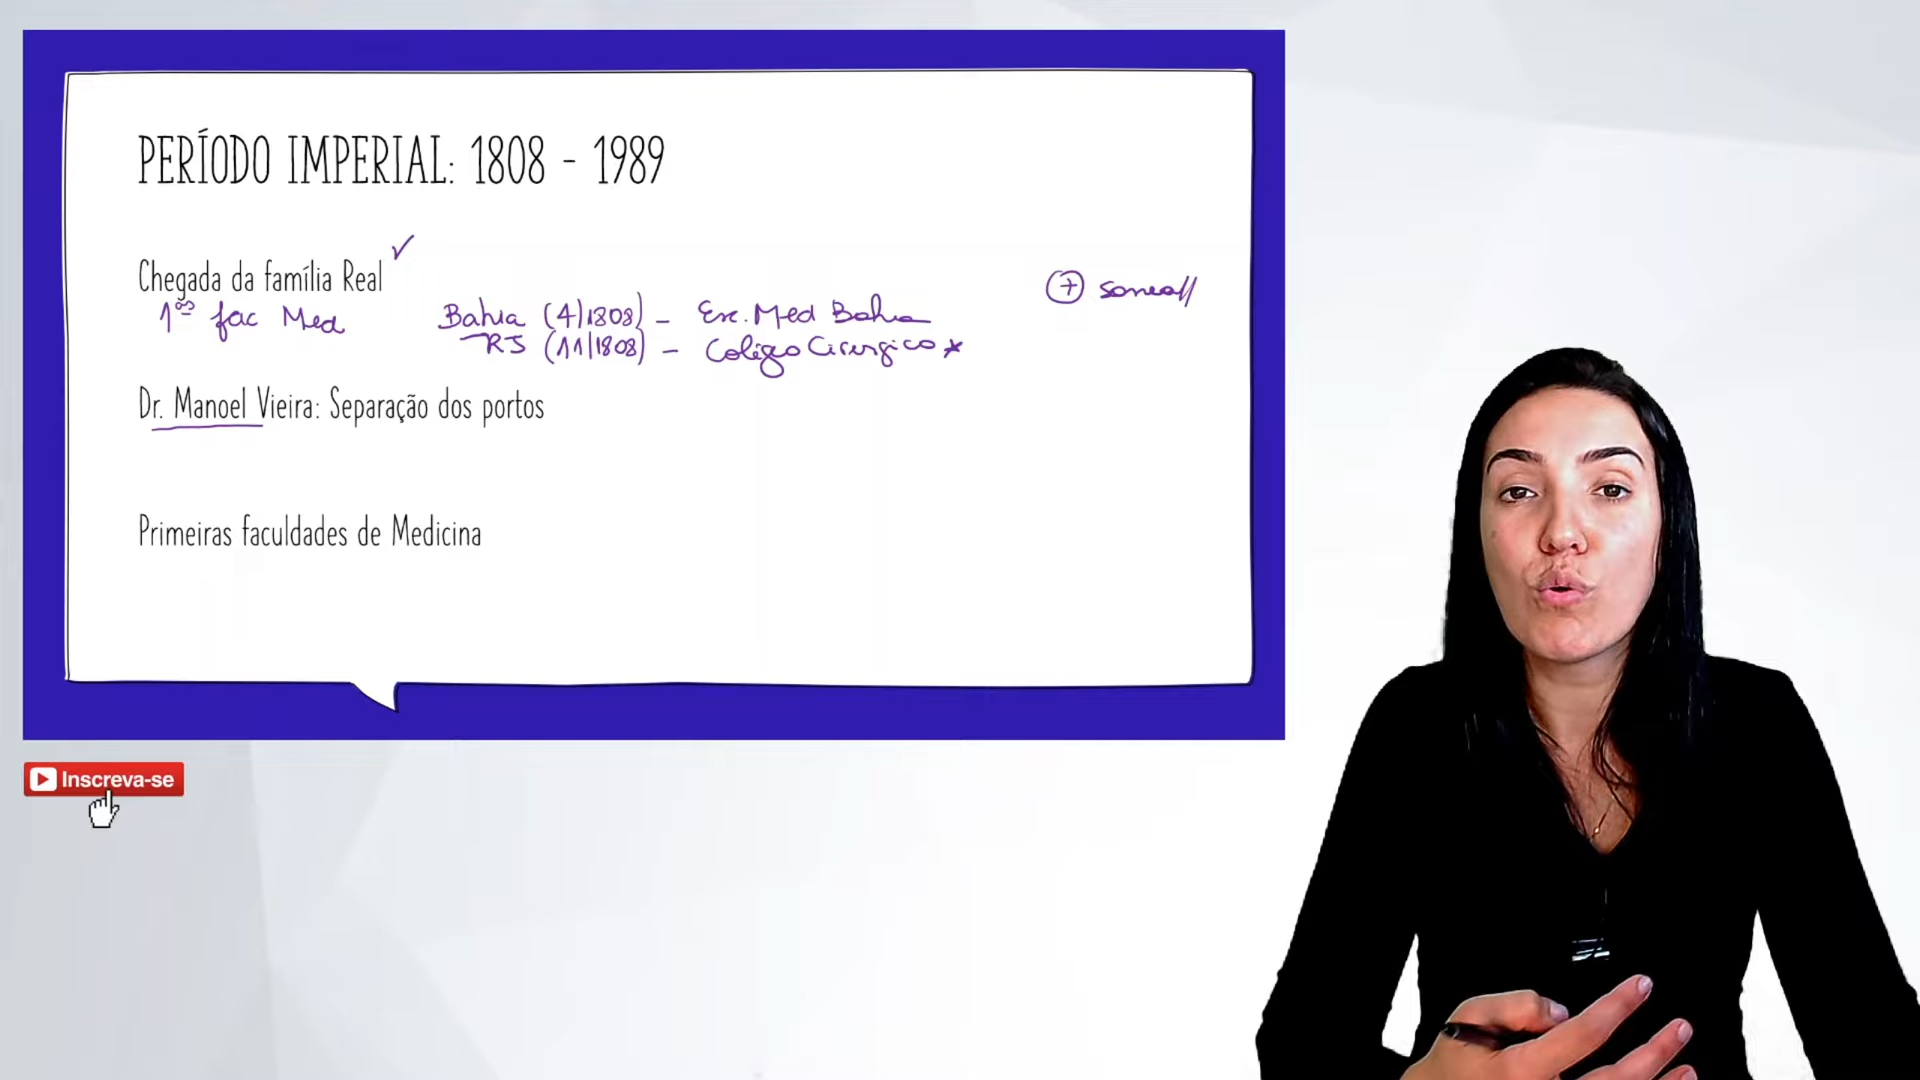 PERÍODO IMPERIAL: 1808 - 1989
Chegada da família Real ✓
1ªs fac Med
Bahia (4/1808) - Esc. Med Bahia
RJ (11/1808) - Colégio Cirúrgico *
+
Dr. Manoel Vieira: Separação dos portos
Primeiras faculdades de Medicina
Inscreva-se